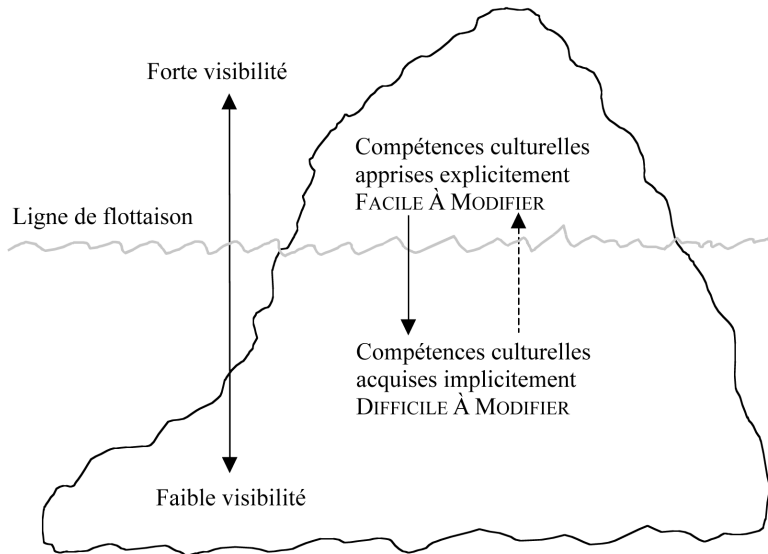 Forte visibilité
Compétences culturelles
apprises explicitement
FACILE À MODIFIER
Ligne de flottaison
Compétences culturelles
acquises implicitement
DIFFICILE À MODIFIER
Faible visibilité